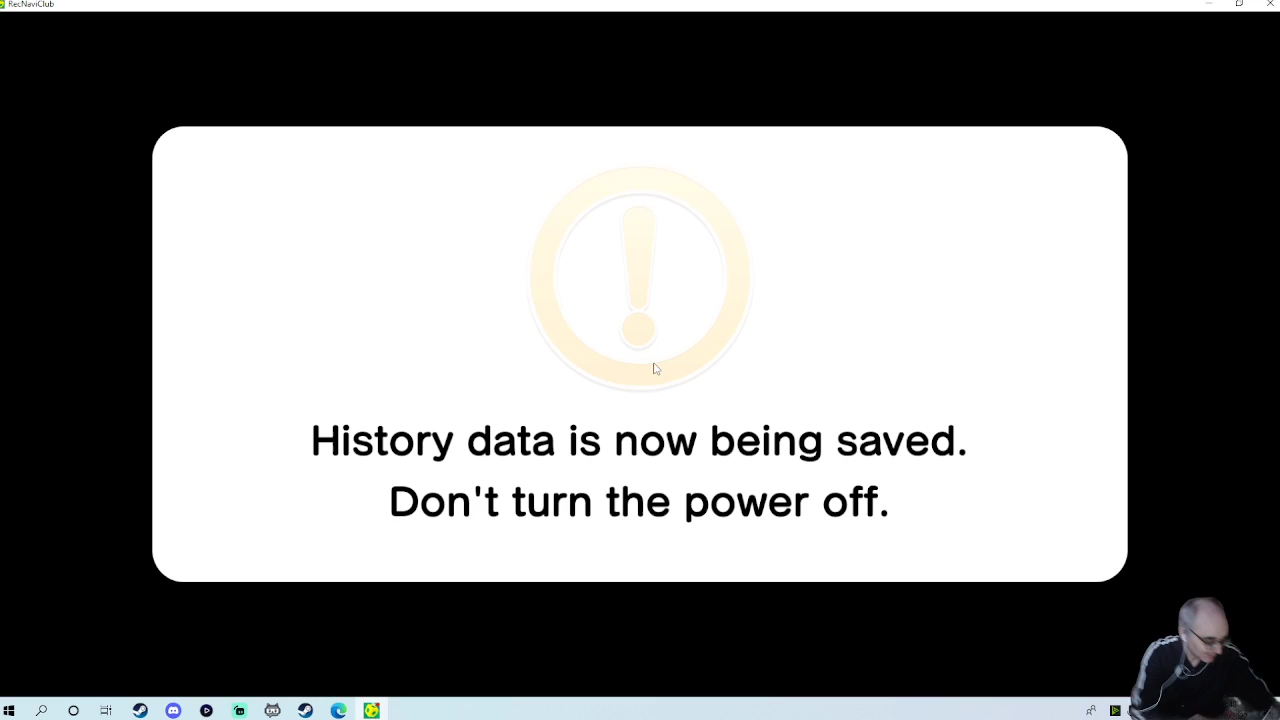 RecNaviClub
History data is now being saved.
Don't turn the power off.